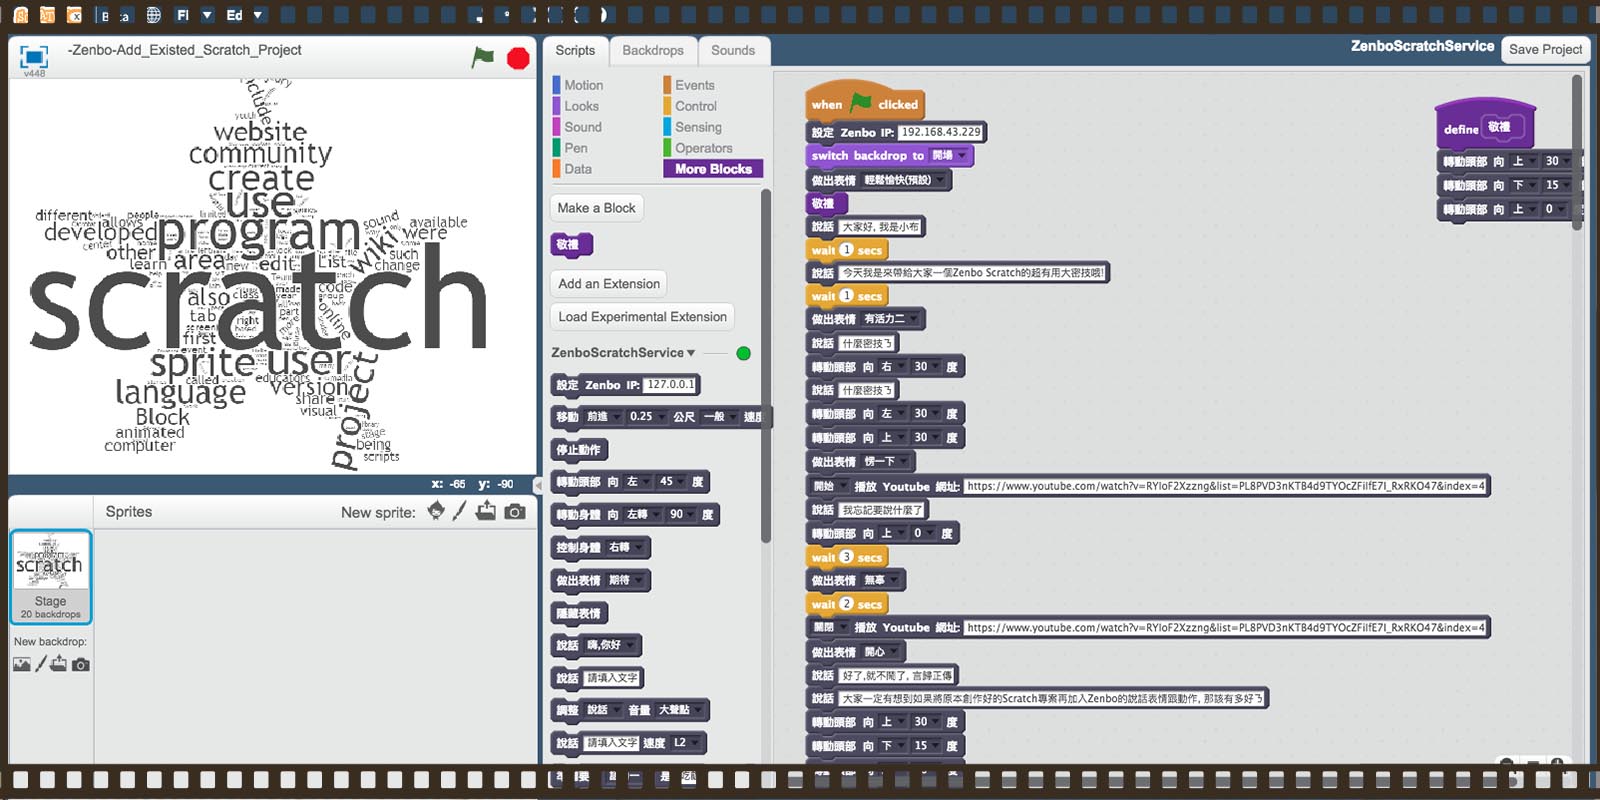 -Zenbo-Add_Existed_Scratch_Project
v448
website
community
create
use
different
people
allows
developed
program
sound
available
wiki
were
center
other
area
learn
new
edit
List
such
change
scratch
code
also
class
group
tab
right
online
screen
first
sprite
user
called
educators
media
language
version
share
visual
Block
animated
computer
project
being
scripts
x: -65 y: -90
Sprites
New sprite:
scratch
Stage
20 backdrops
New backdrop:
Scripts
Backdrops
Sounds
Motion
Looks
Sound
Pen
Data
Events
Control
Sensing
Operators
More Blocks
Make a Block
敬禮
Add an Extension
Load Experimental Extension
ZenboScratchService
設定 Zenbo IP: 127.0.0.1
移動 前進 0.25 公尺 一般 速度
停止動作
轉動頭部 向 左 45 度
轉動身體 向 左轉 90 度
控制身體 右轉
做出表情 期待
隱藏表情
說話 嗨,你好
說話 請填入文字
調整 說話 音量 大聲點
說話 請填入文字 速度 L2
ZenboScratchService
Save Project
when clicked
設定 Zenbo IP: 192.168.43.229
switch backdrop to 開場
做出表情 輕鬆愉快(預設)
敬禮
說話 大家好, 我是小布
wait 1 secs
說話 今天我是來帶給大家一個Zenbo Scratch的超有用大密技哦!
wait 1 secs
做出表情 有活力二
說話 什麼密技ㄋ
轉動頭部 向 右 30 度
說話 什麼密技ㄋ
轉動頭部 向 左 30 度
轉動頭部 向 上 30 度
做出表情 愣一下
開始 播放 Youtube 網址: https://www.youtube.com/watch?v=RYIoF2Xzzng&list=PL8PVD3nKTB4d9TYOcZFiIfE7I_RxRKO47&index=4
說話 我忘記要說什麼了
轉動頭部 向 上 0 度
wait 3 secs
做出表情 無辜
wait 2 secs
關閉 播放 Youtube 網址: https://www.youtube.com/watch?v=RYIoF2Xzzng&list=PL8PVD3nKTB4d9TYOcZFiIfE7I_RxRKO47&index=4
做出表情 開心
說話 好了,就不鬧了, 言歸正傳
說話 大家一定有想到如果將原本創作好的Scratch專案再加入Zenbo的說話表情跟動作, 那該有多好ㄋ
轉動頭部 向 上 30 度
轉動頭部 向 下 15 度
define 敬禮
轉動頭部 向 上 30
轉動頭部 向 下 15
轉動頭部 向 上 0